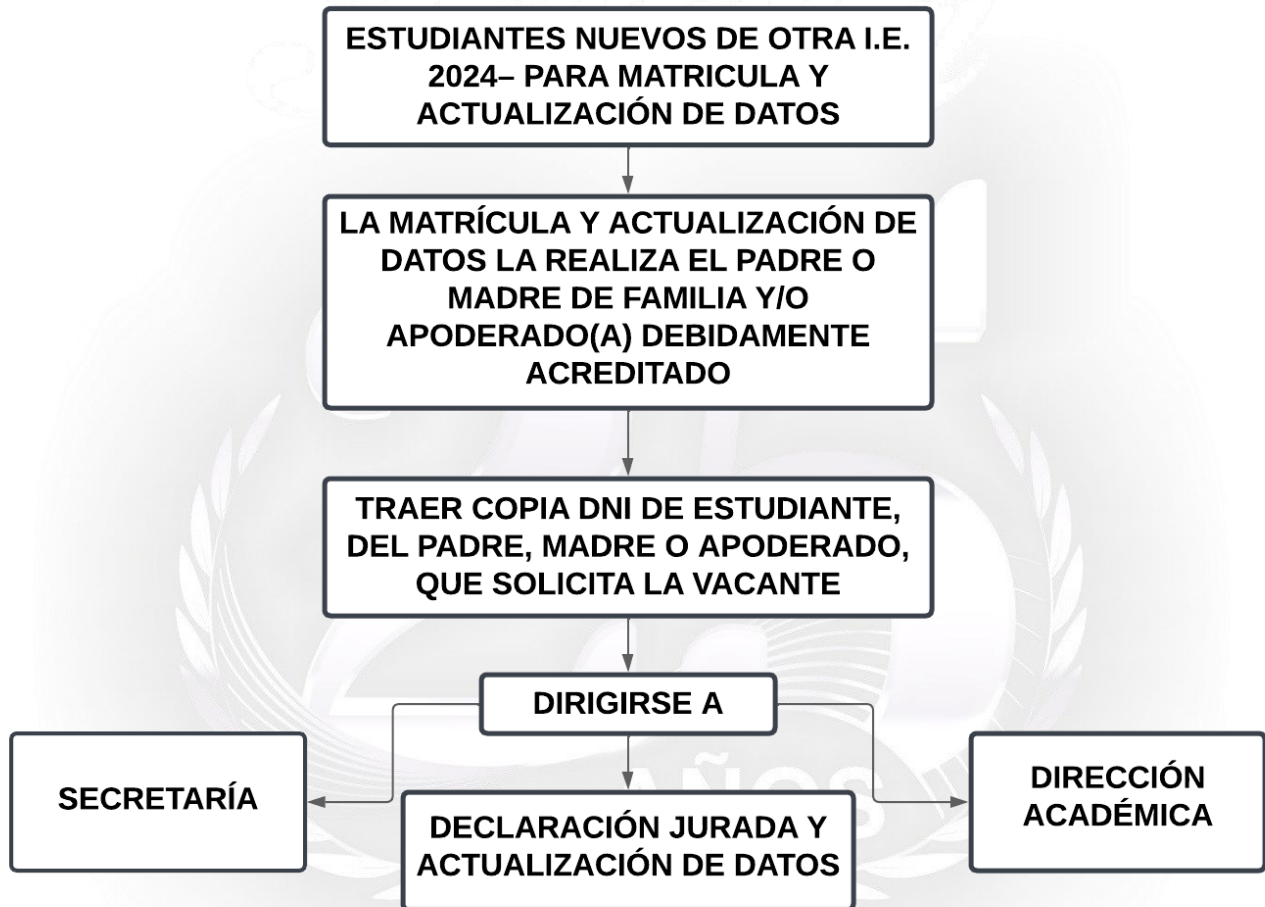 ESTUDIANTES NUEVOS DE OTRA I.E.
2024– PARA MATRICULA Y
ACTUALIZACIÓN DE DATOS
LA MATRÍCULA Y ACTUALIZACIÓN DE
DATOS LA REALIZA EL PADRE O
MADRE DE FAMILIA Y/O
APODERADO(A) DEBIDAMENTE
ACREDITADO
TRAER COPIA DNI DE ESTUDIANTE,
DEL PADRE, MADRE O APODERADO,
QUE SOLICITA LA VACANTE
DIRIGIRSE A
SECRETARÍA
AÑOS
DECLARACIÓN JURADA Y
ACTUALIZACIÓN DE DATOS
DIRECCIÓN
ACADÉMICA